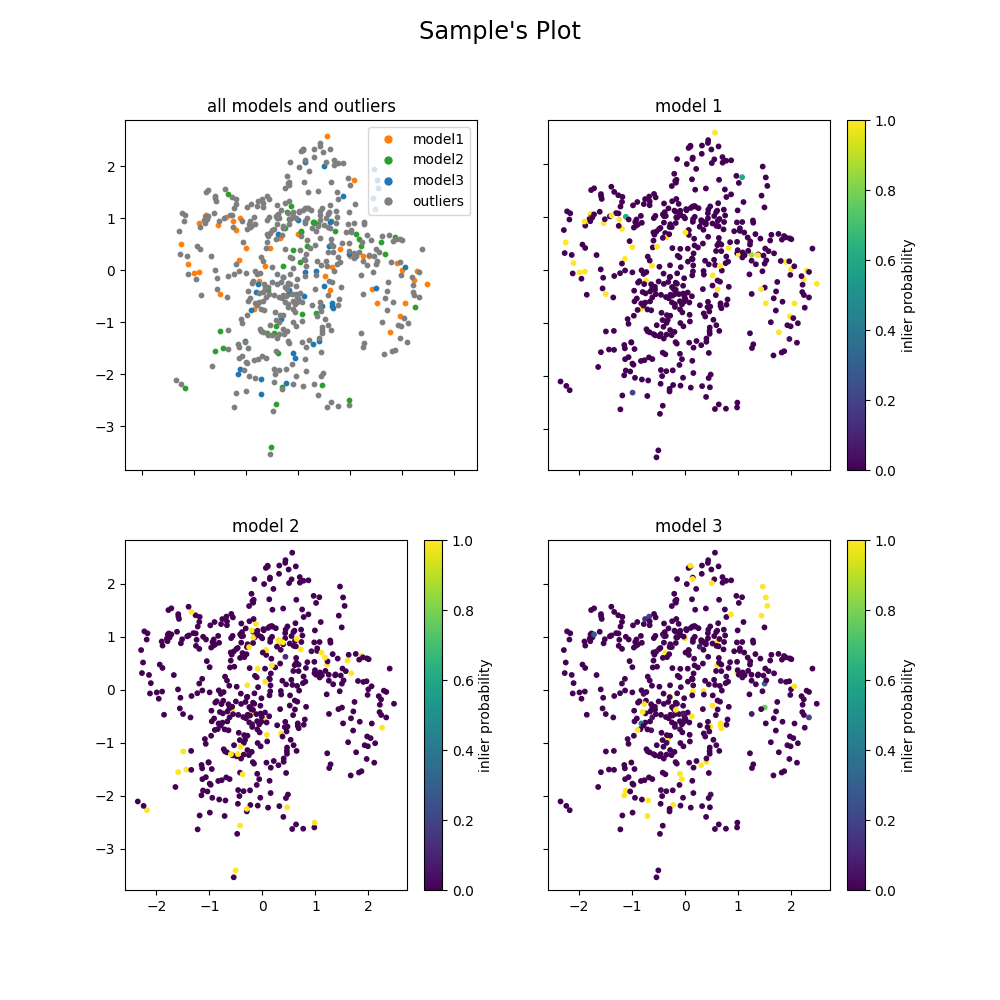 Sample's Plot
all models and outliers
model1
model2
model3
outliers
2
1
0
−1
−2
−3
model 1
1.0
0.8
0.6
0.4
0.2
0.0
inlier probability
model 2
2
1
0
−1
−2
−3
−2 −1 0 1 2
1.0
0.8
0.6
0.4
0.2
0.0
inlier probability
model 3
−2 −1 0 1 2
1.0
0.8
0.6
0.4
0.2
0.0
inlier probability